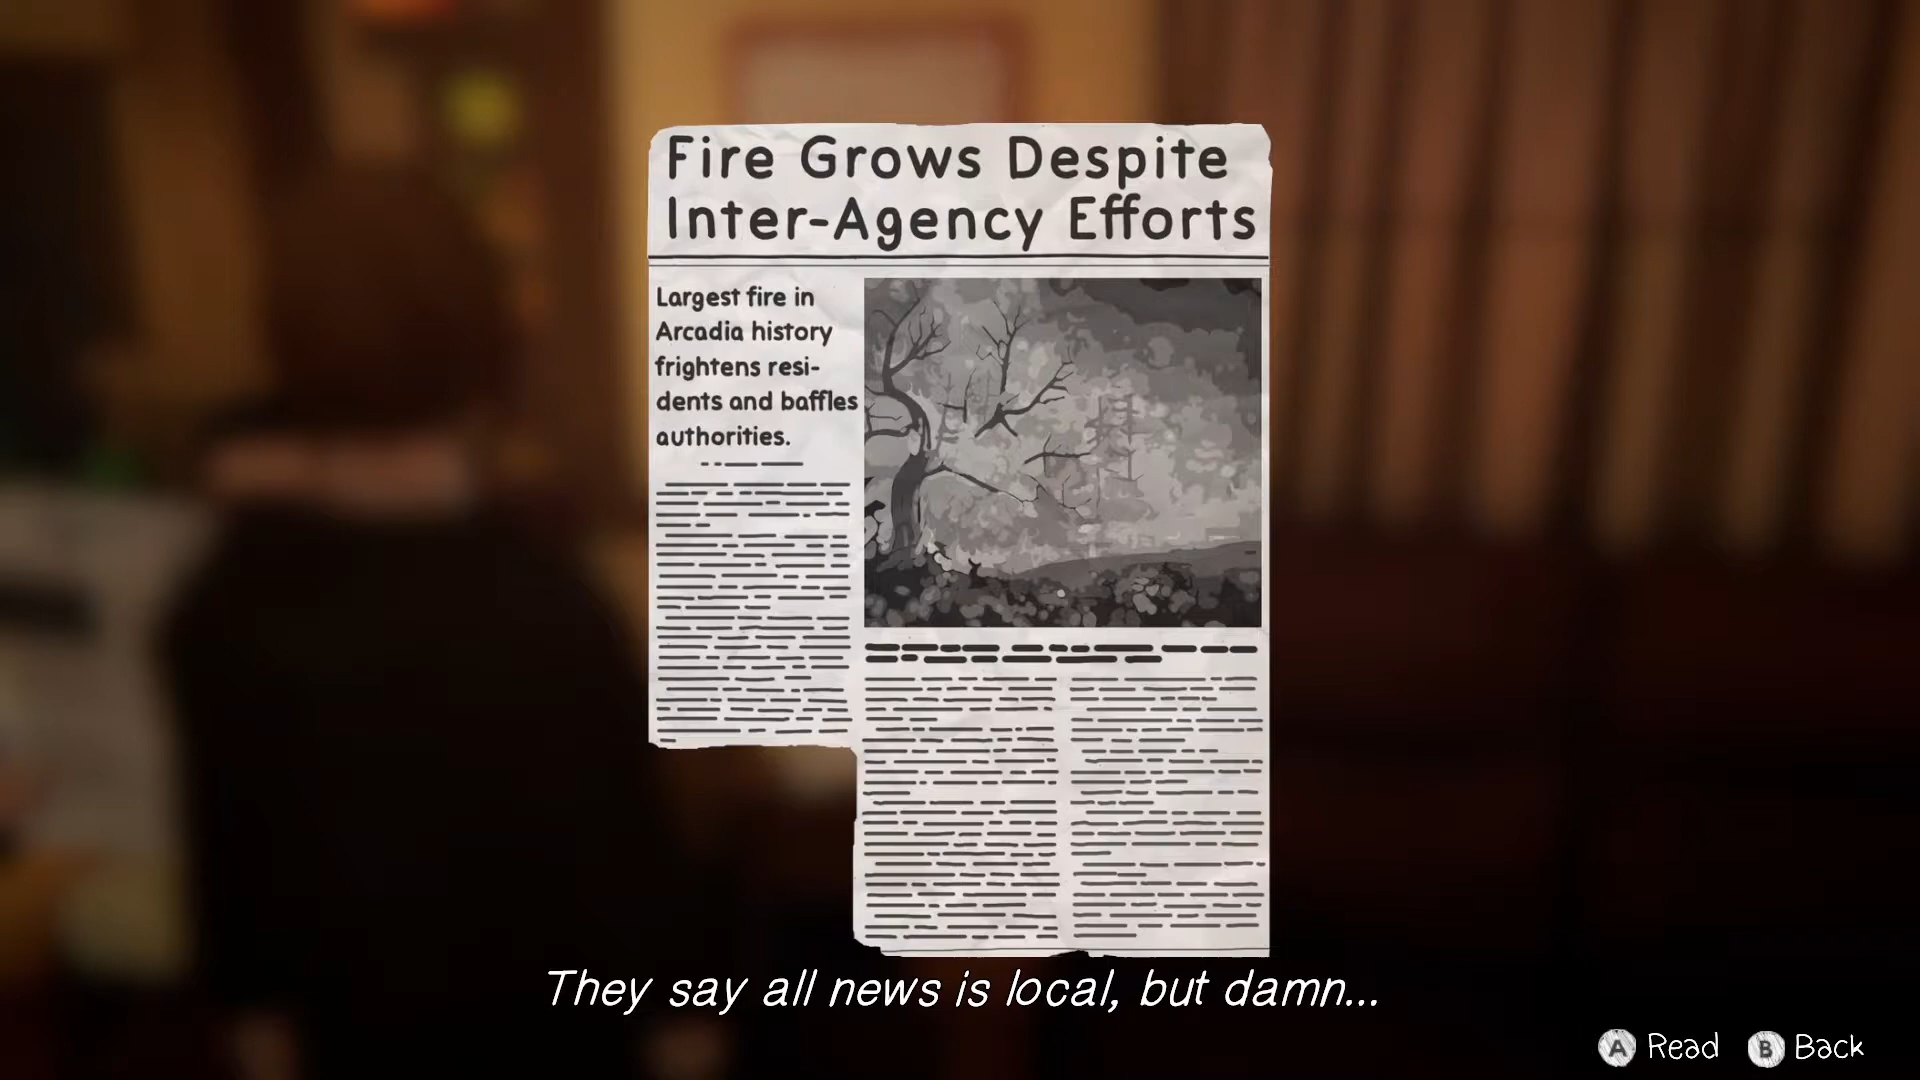 Fire Grows Despite
Inter-Agency Efforts
Largest fire in
Arcadia history
frightens resi-
dents and baffles
authorities.
They say all news is local, but damn...
A Read B Back